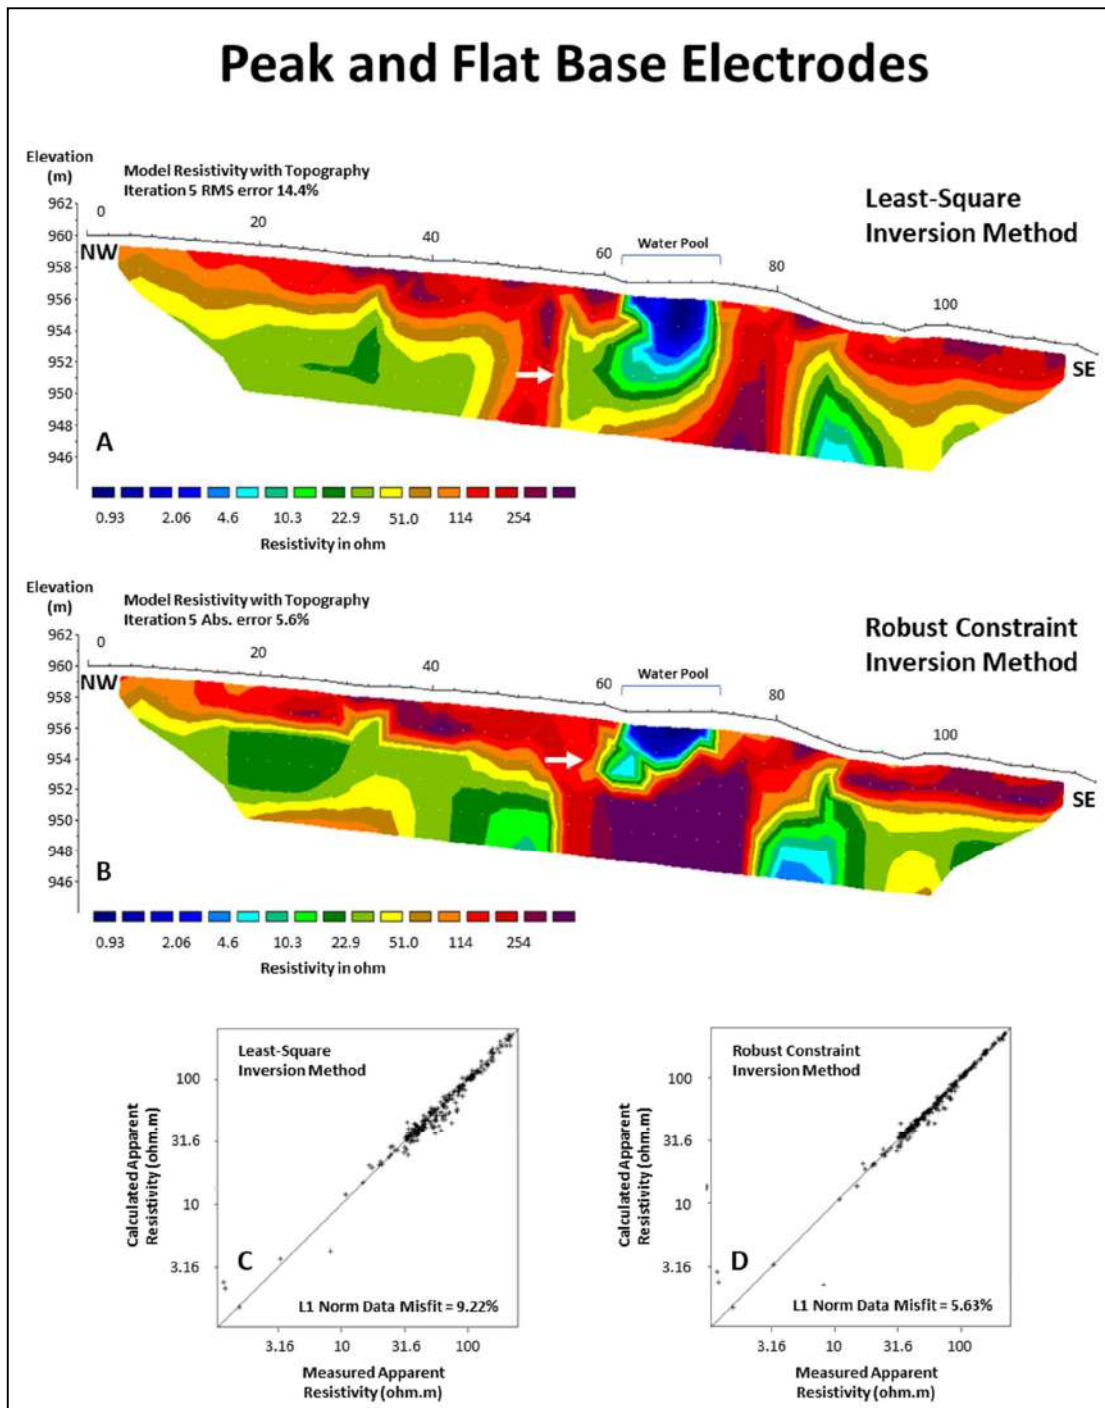 Peak and Flat Base Electrodes
Elevation
(m)
Model Resistivity with Topography
Iteration 5 RMS error 14.4%
Least-Square
Inversion Method
962
960
958
956
954
952
950
948
946
0
20
40
60
80
100
Water Pool
NW
SE
A
0.93 2.06 4.6 10.3 22.9 51.0 114 254
Resistivity in ohm
Elevation
(m)
Model Resistivity with Topography
Iteration 5 Abs. error 5.6%
Robust Constraint
Inversion Method
962
960
958
956
954
952
950
948
946
0
20
40
60
80
100
Water Pool
NW
SE
B
0.93 2.06 4.6 10.3 22.9 51.0 114 254
Resistivity in ohm
Least-Square
Inversion Method
Calculated Apparent
Resistivity (ohm.m)
100
31.6
10
3.16
C
L1 Norm Data Misfit = 9.22%
3.16 10 31.6 100
Measured Apparent
Resistivity (ohm.m)
Robust Constraint
Inversion Method
Calculated Apparent
Resistivity (ohm.m)
100
31.6
10
3.16
D
L1 Norm Data Misfit = 5.63%
3.16 10 31.6 100
Measured Apparent
Resistivity (ohm.m)